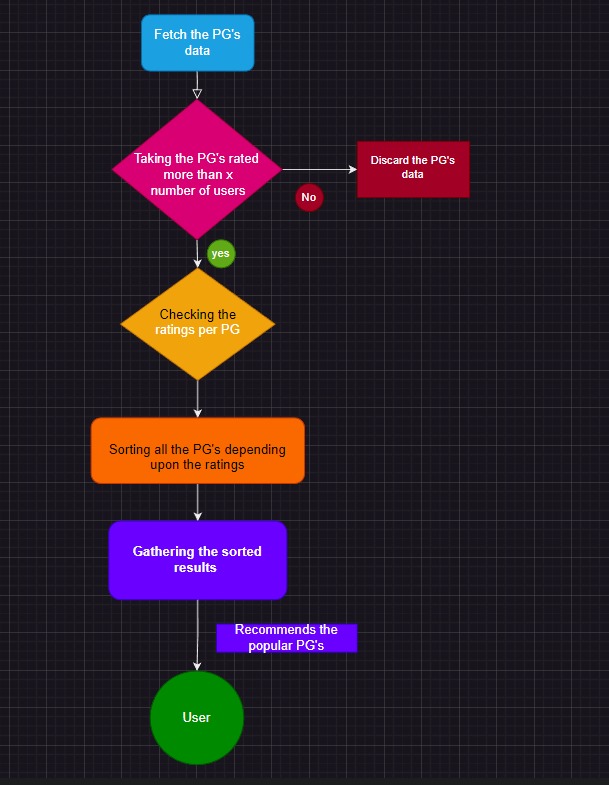 Fetch the PG's
data
Taking the PG's rated
more than x
number of users
Discard the PG's
data
No
yes
Checking the
ratings per PG
Sorting all the PG's depending
upon the ratings
Gathering the sorted
results
Recommends the
popular PG's
User